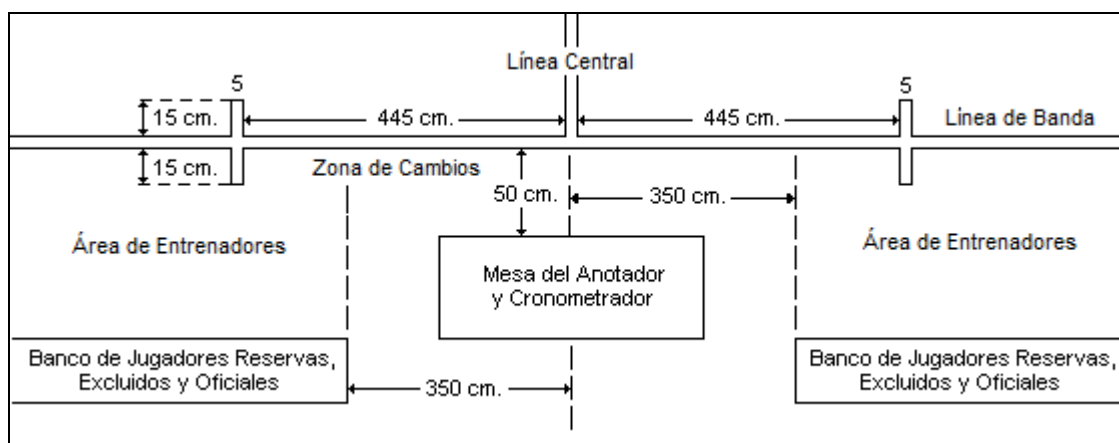 Línea Central
5
5
15 cm.
445 cm.
445 cm.
Línea de Banda
15 cm.
Zona de Cambios
50 cm.
350 cm.
Área de Entrenadores
Área de Entrenadores
Mesa del Anotador
y Cronometrador
Banco de Jugadores Reservas,
Excluidos y Oficiales
350 cm.
Banco de Jugadores Reservas,
Excluidos y Oficiales